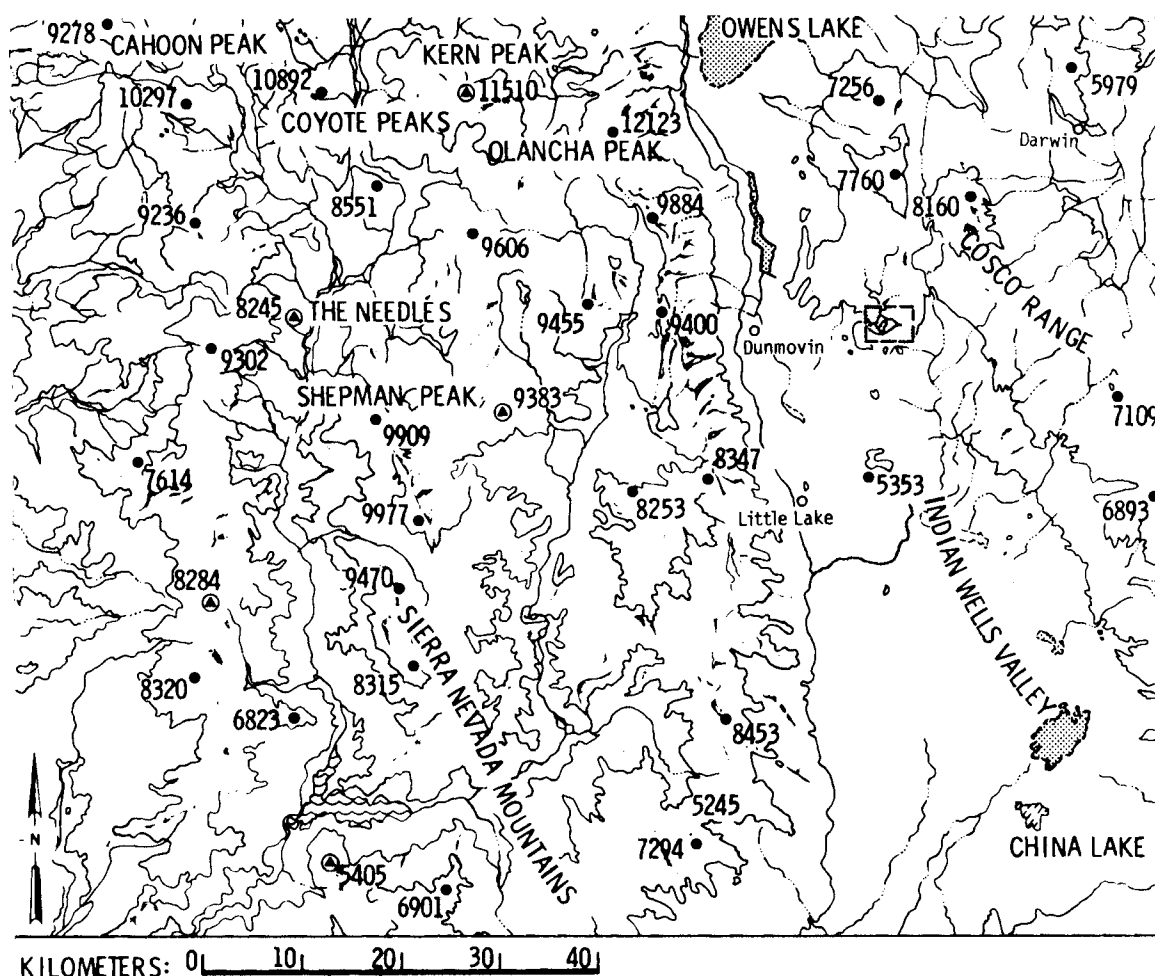 OWENS LAKE
9278
CAHOON PEAK
KERN PEAK
10892
11510
10297
COYOTE PEAKS
7256
5979
12123
OLANCHA PEAK
Darwin
7760
8551
8160
9236
9884
9606
COSCO RANGE
8245
THE NEEDLES
9455
9400
Dunmovin
9302
SHEPMAN PEAK
9383
9909
7109
7614
8347
5353
8253
9977
Little Lake
6893
INDIAN WELLS VALLEY
9470
8284
SIERRA NEVADA MOUNTAINS
8315
8320
6823
8453
5245
7294
CHINA LAKE
N
5405
6901
KILOMETERS: 0 10 20 30 40